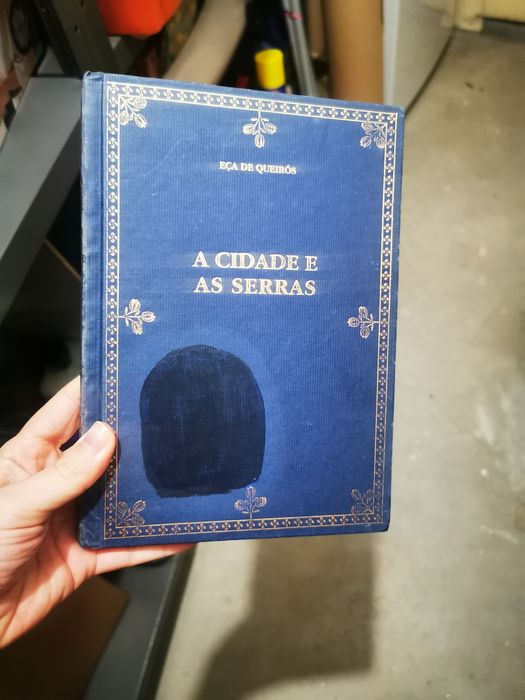 EÇA DE QUEIRÓS
A CIDADE E
AS SERRAS